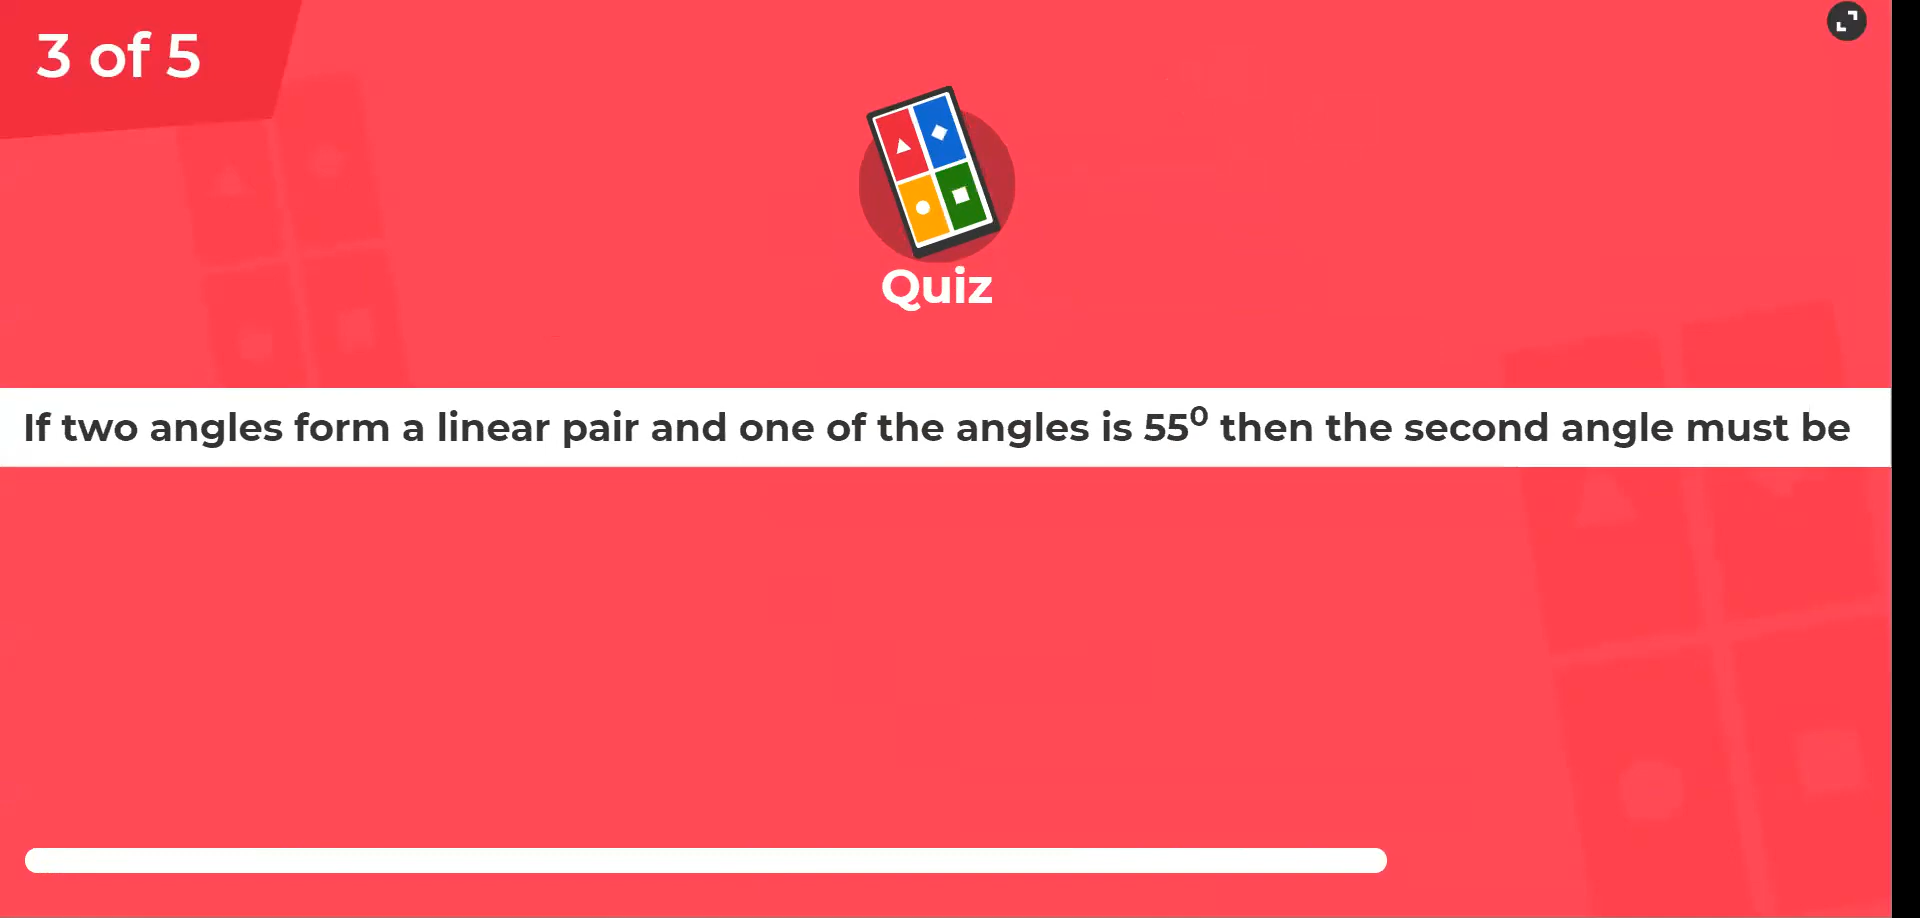 3 of 5
Quiz
If two angles form a linear pair and one of the angles is 55⁰ then the second angle must be